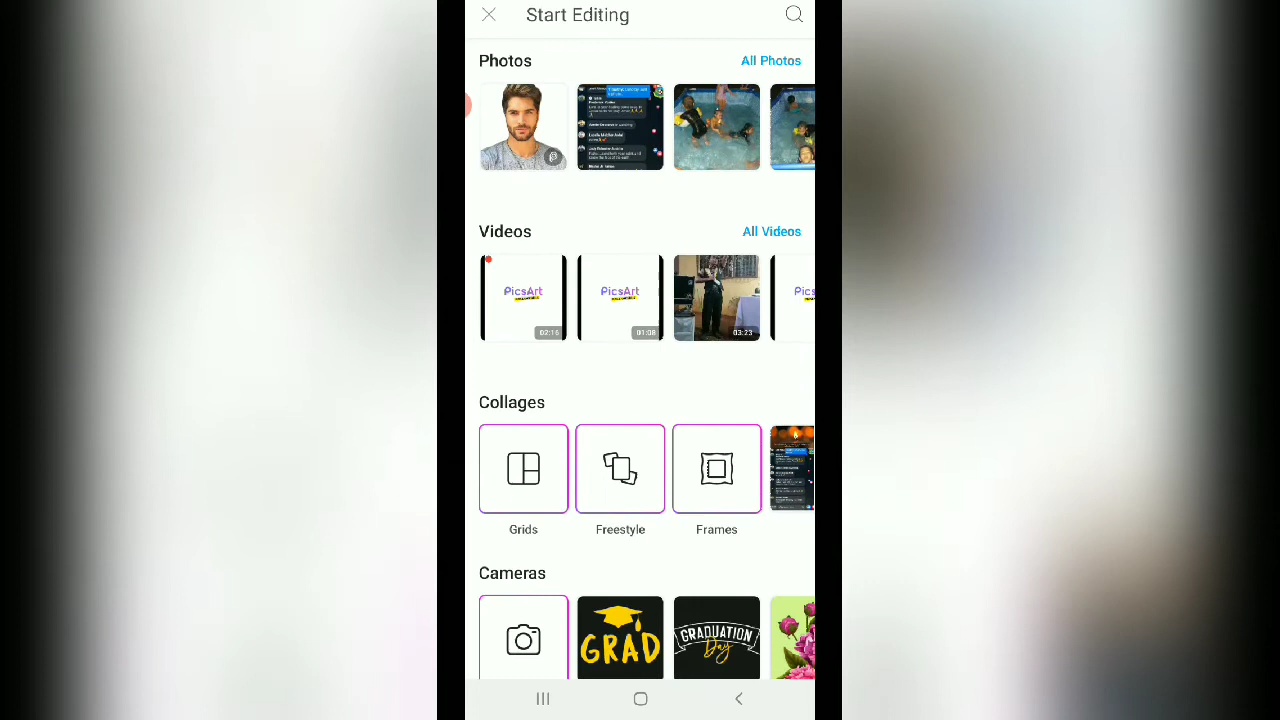 Start Editing
Photos
All Photos
Videos
All Videos
PicsArt
02:16
PicsArt
01:08
03:23
PicsA
Collages
Grids
Freestyle
Frames
Cameras
GRAD
GRADUATION
Day